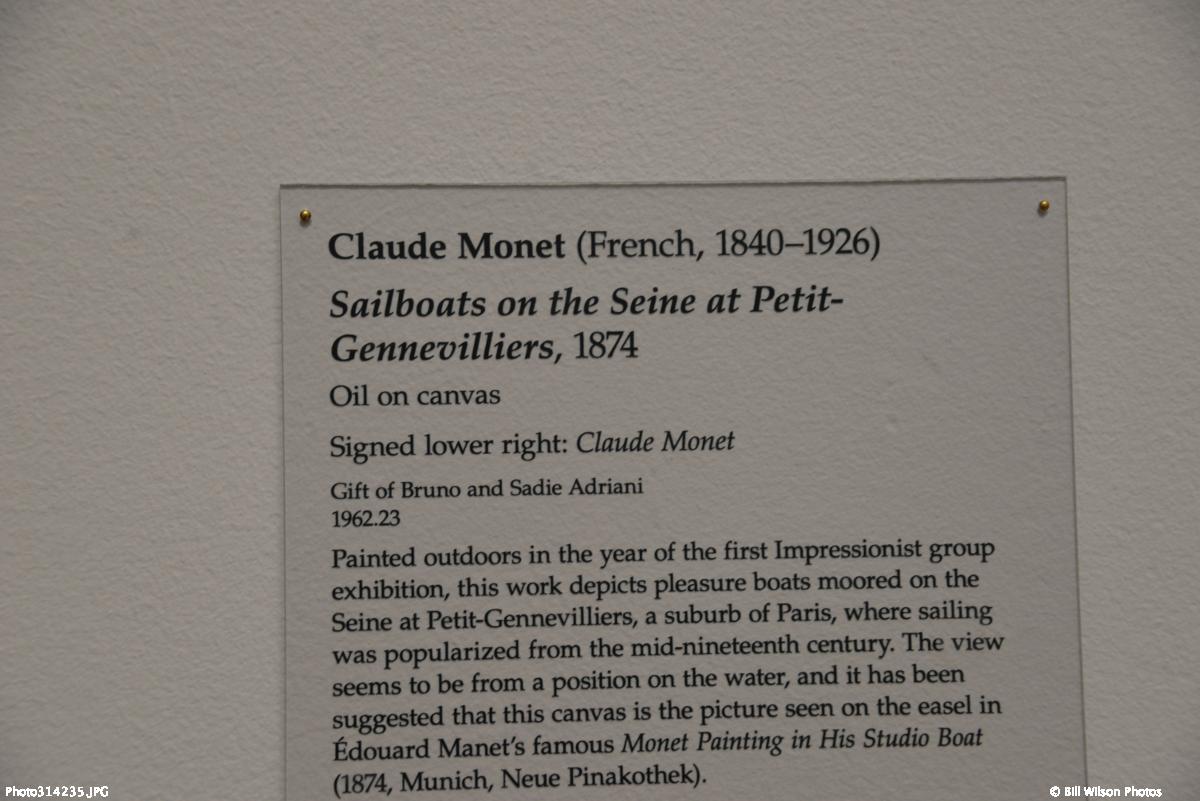 Claude Monet (French, 1840–1926)
Sailboats on the Seine at Petit-
Gennevilliers, 1874
Oil on canvas
Signed lower right: Claude Monet
Gift of Bruno and Sadie Adriani
1962.23
Painted outdoors in the year of the first Impressionist group
exhibition, this work depicts pleasure boats moored on the
Seine at Petit-Gennevilliers, a suburb of Paris, where sailing
was popularized from the mid-nineteenth century. The view
seems to be from a position on the water, and it has been
suggested that this canvas is the picture seen on the easel in
Édouard Manet's famous Monet Painting in His Studio Boat
(1874, Munich, Neue Pinakothek).
Photo314235.JPG
© Bill Wilson Photos